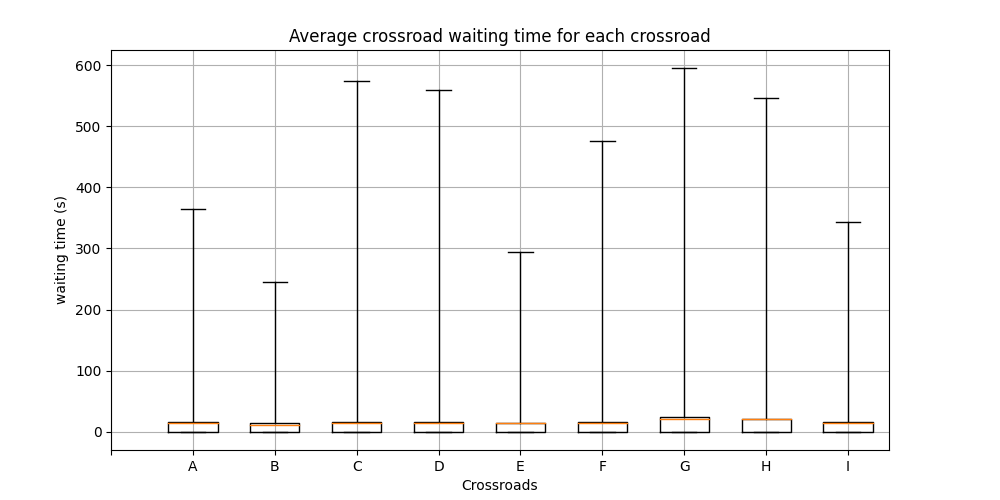 Average crossroad waiting time for each crossroad
600
500
400
300
200
100
0
waiting time (s)
A B C D E F G H I
Crossroads